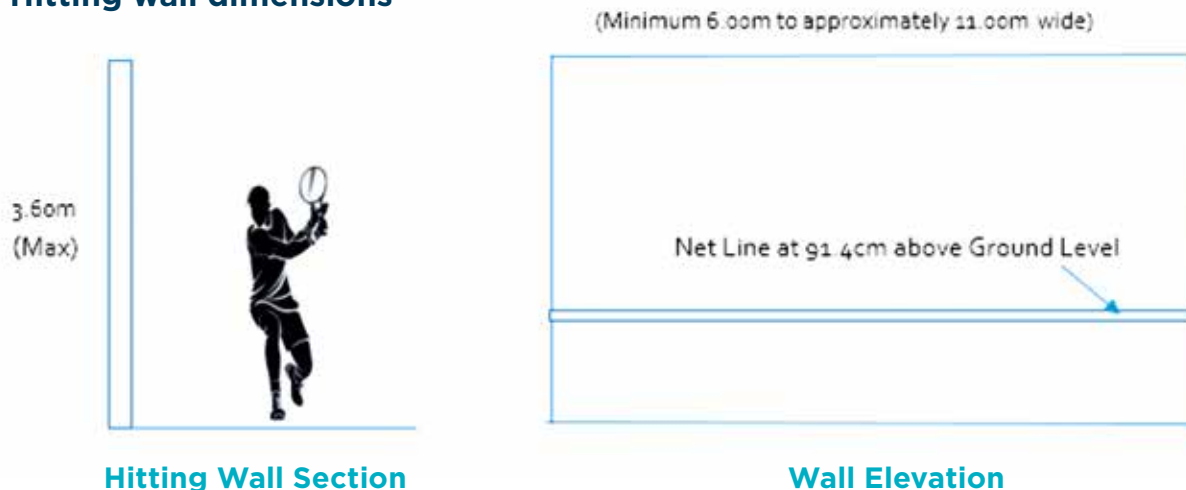 Hitting wall dimensions
(Minimum 6.00m to approximately 11.00m wide)
3.60m
(Max)
Net Line at 91.4cm above Ground Level
Hitting Wall Section
Wall Elevation